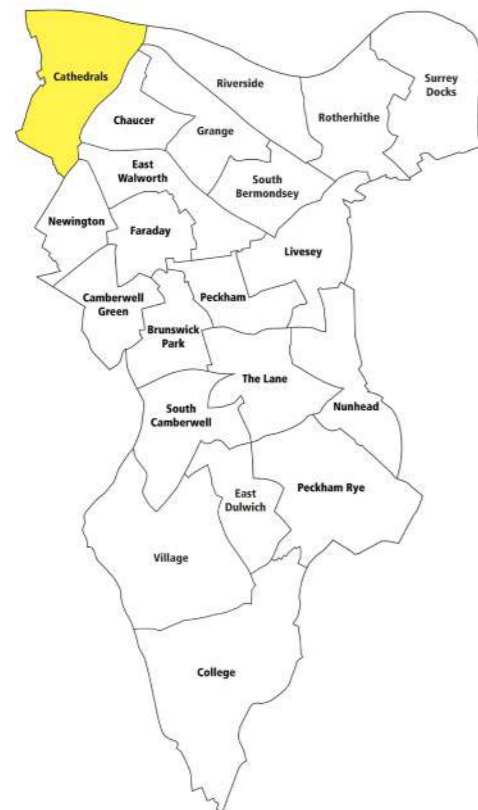 Cathedrals
Riverside
Surrey
Docks
Rotherhithe
Chaucer
Grange
East
Walworth
South
Bermondsey
Newington
Faraday
Livesey
Camberwell
Green
Peckham
Brunswick
Park
The Lane
Nunhead
South
Camberwell
Peckham Rye
East
Dulwich
Village
College